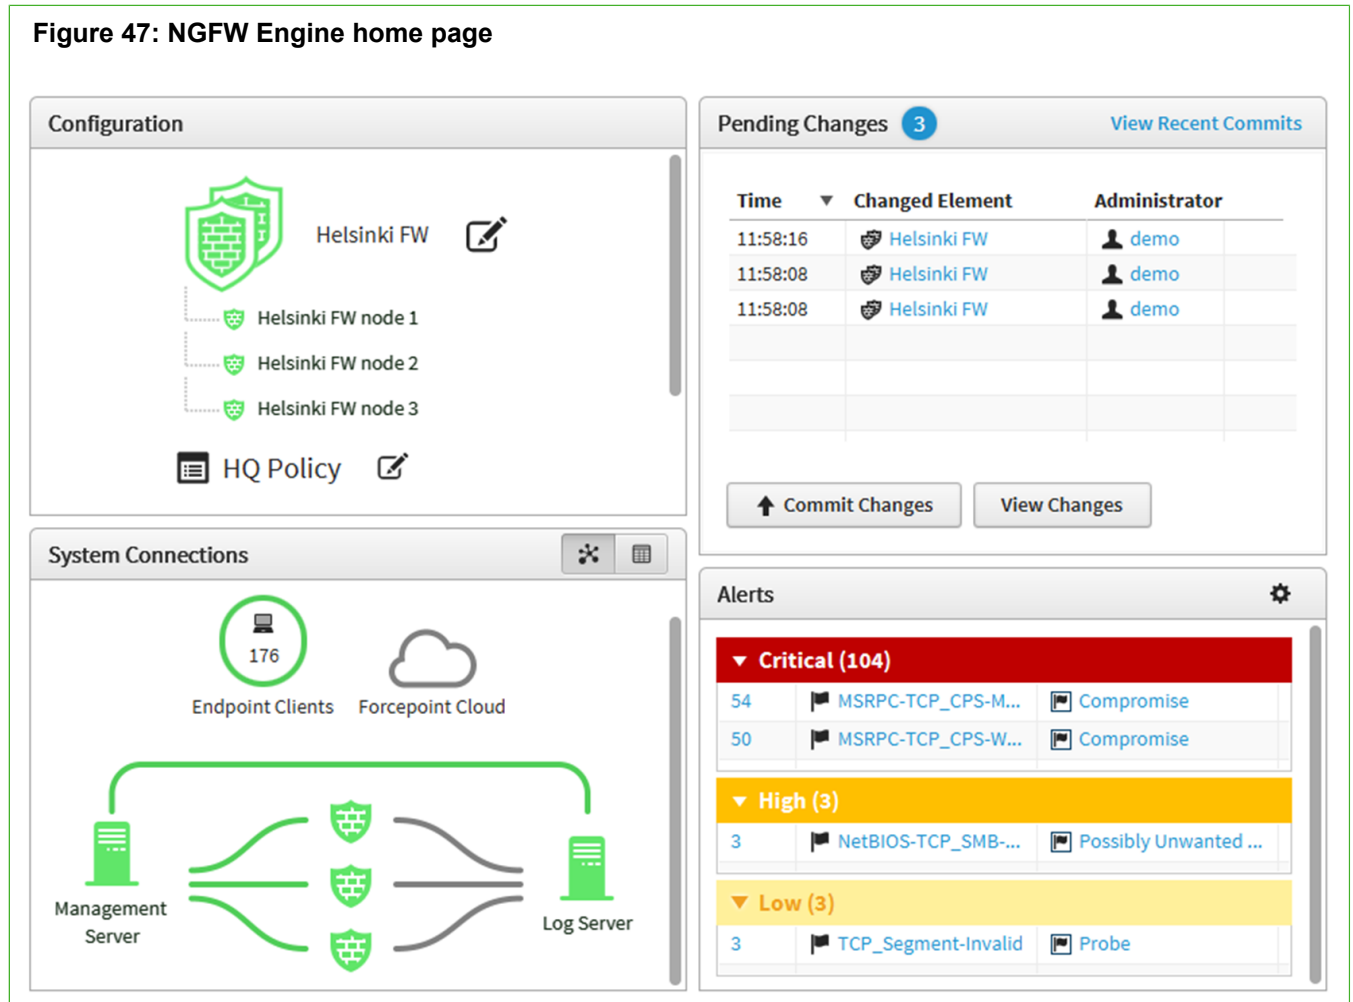 Figure 47: NGFW Engine home page
Configuration
Helsinki FW
Helsinki FW node 1
Helsinki FW node 2
Helsinki FW node 3
HQ Policy
System Connections
176
Endpoint Clients Forcepoint Cloud
Management
Server
Log Server
Pending Changes 3 View Recent Commits
Time Changed Element Administrator
11:58:16 Helsinki FW demo
11:58:08 Helsinki FW demo
11:58:08 Helsinki FW demo
Commit Changes View Changes
Alerts
Critical (104)
54 MSRPC-TCP_CPS-M... Compromise
50 MSRPC-TCP_CPS-W... Compromise
High (3)
3 NetBIOS-TCP_SMB-... Possibly Unwanted ...
Low (3)
3 TCP_Segment-Invalid Probe